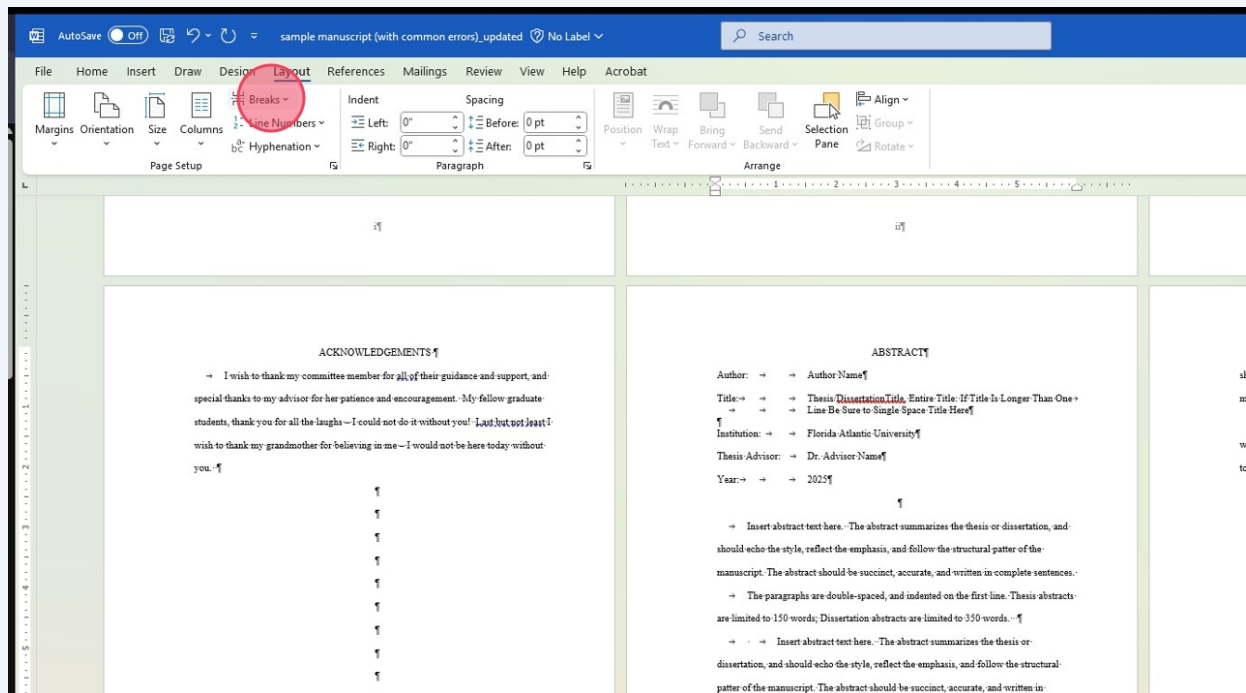 AutoSave Off sample manuscript (with common errors)_updated No Label Search
File Home Insert Draw Design Layout References Mailings Review View Help Acrobat
Breaks Indent Spacing Align
Line Numbers Left: 0" Before: 0 pt Group
Margins Orientation Size Columns Position Wrap Text Bring Forward Send Backward Selection Pane
Hyphenation Right: 0" After: 0 pt Rotate
Page Setup Paragraph Arrange
1 2 3 4 5
i¶
ii¶
ACKNOWLEDGEMENTS ¶
I wish to thank my committee member for all of their guidance and support, and
special thanks to my advisor for her patience and encouragement. My fellow graduate
students, thank you for all the laughs – I could not do it without you! Last but not least I
wish to thank my grandmother for believing in me – I would not be here today without
you. ¶
¶
¶
¶
¶
¶
¶
¶
¶
¶
ABSTRACT¶
Author: Author Name¶
Title: Thesis/Dissertation Title, Entire Title: If Title Is Longer Than One
Line Be Sure to Single Space Title Here¶
¶
Institution: Florida Atlantic University¶
Thesis Advisor: Dr. Advisor Name¶
Year: 2025¶
¶
Insert abstract text here. The abstract summarizes the thesis or dissertation, and
should echo the style, reflect the emphasis, and follow the structural patter of the
manuscript. The abstract should be succinct, accurate, and written in complete sentences.
The paragraphs are double-spaced, and indented on the first line. Thesis abstracts
are limited to 150 words; Dissertation abstracts are limited to 350 words. ¶
Insert abstract text here. The abstract summarizes the thesis or
dissertation, and should echo the style, reflect the emphasis, and follow the structural
patter of the manuscript. The abstract should be succinct, accurate, and written in